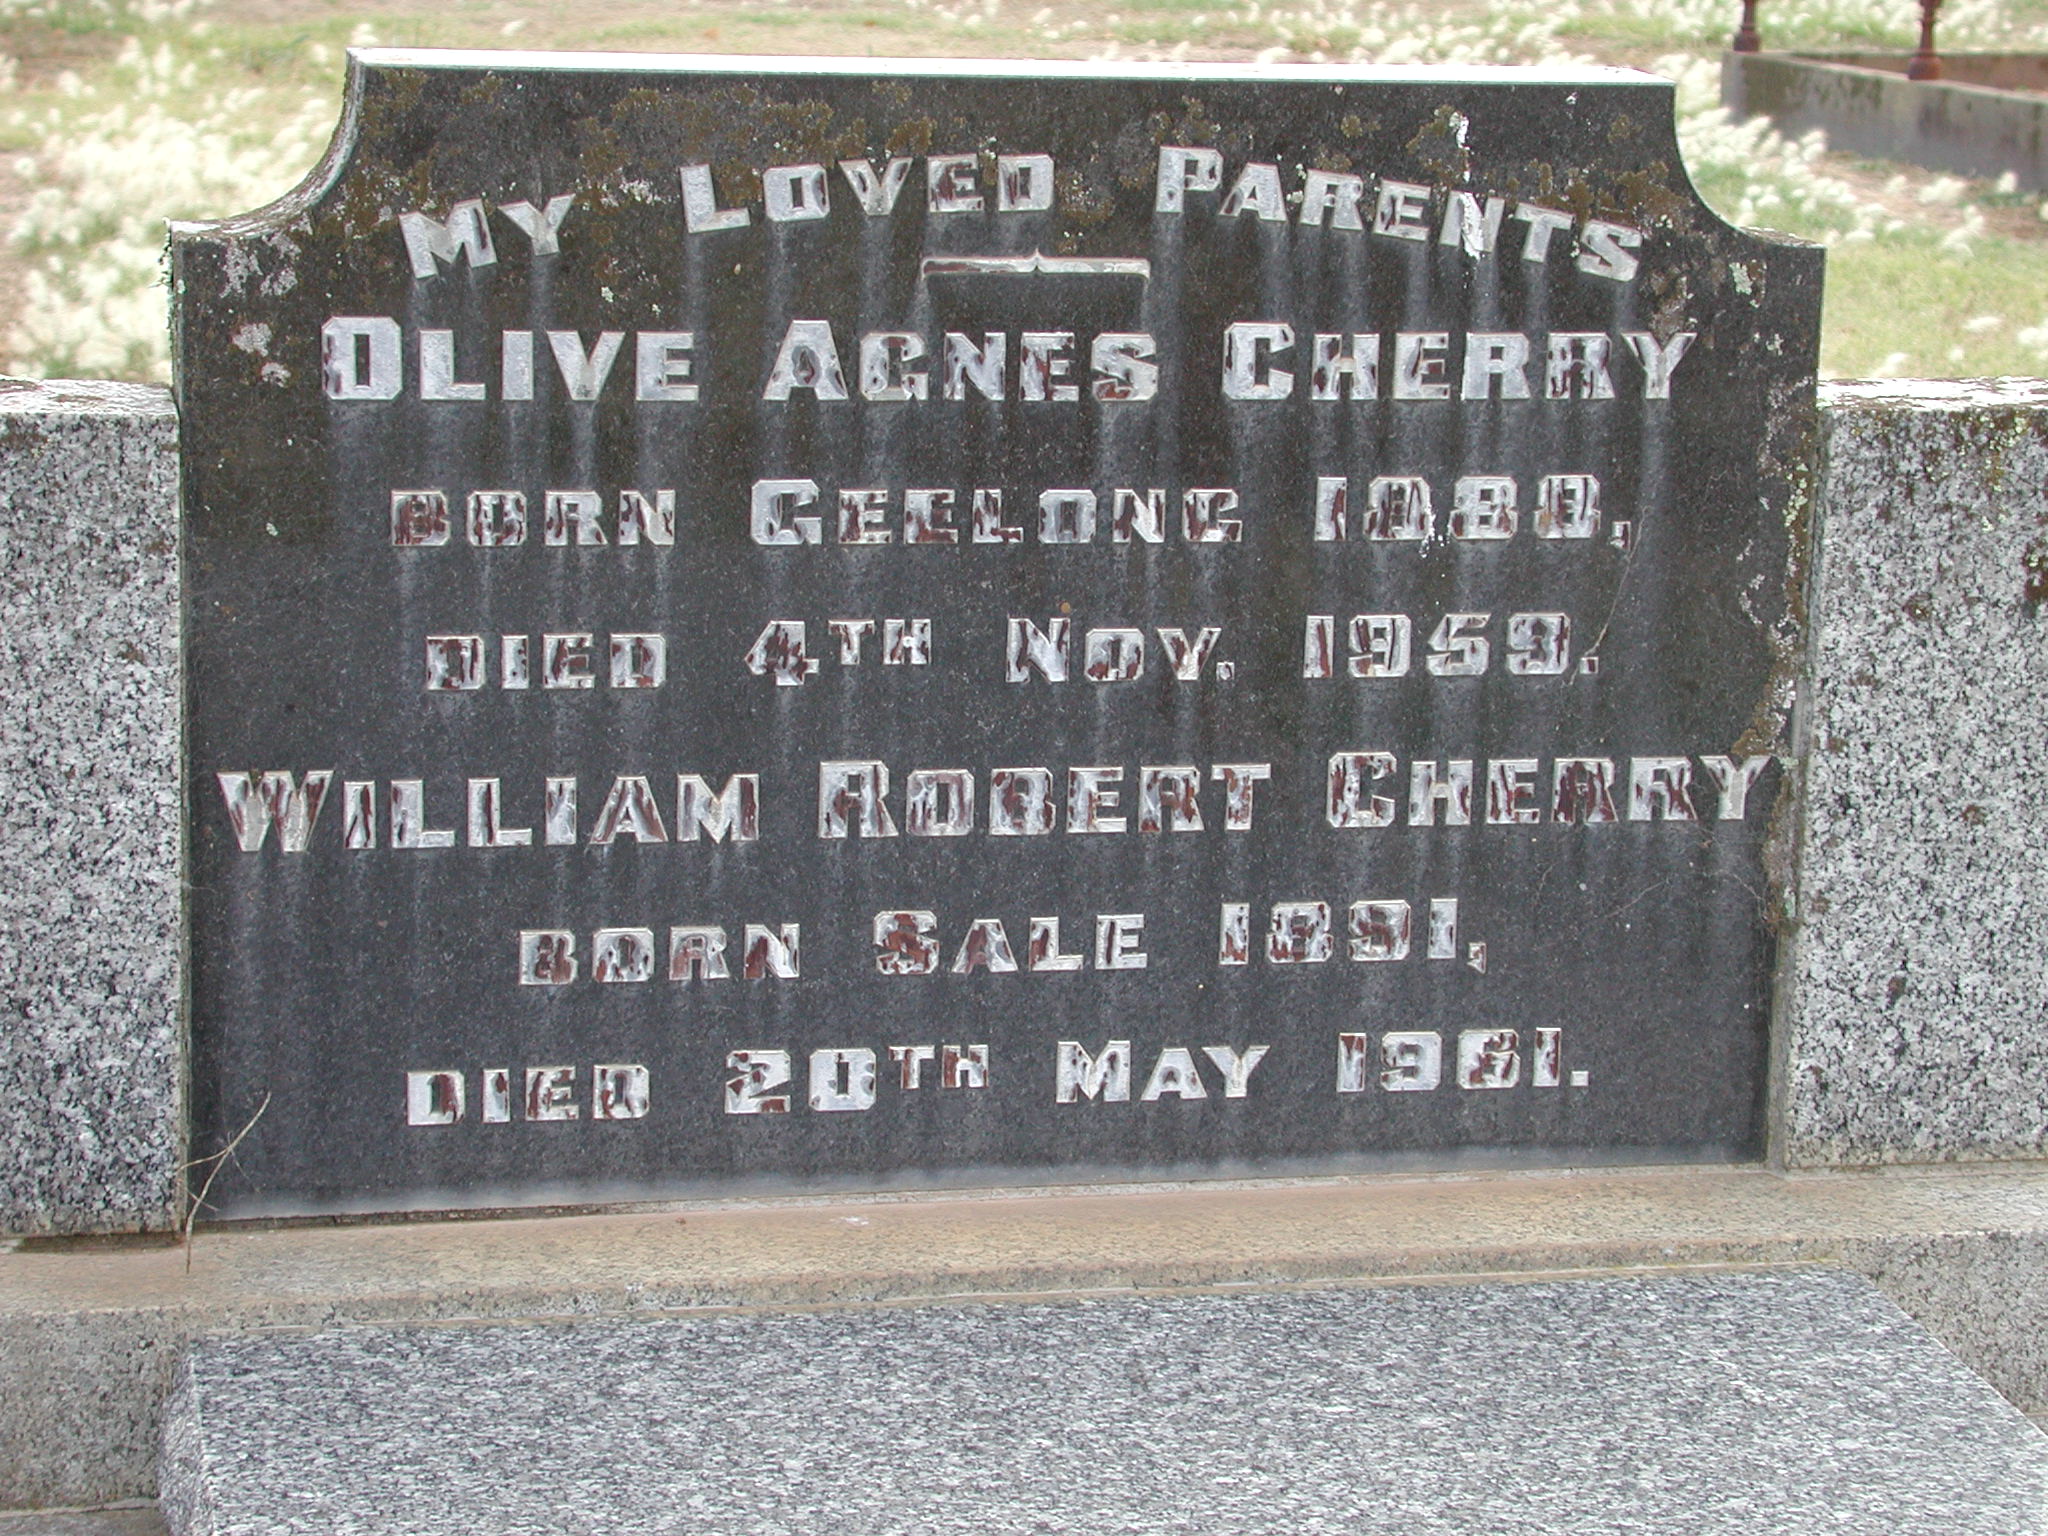 My Loved Parents
Olive Agnes Cherry
Born Geelong 1888,
Died 4th Nov. 1959.
William Robert Cherry
Born Sale 1891,
Died 20th May 1961.